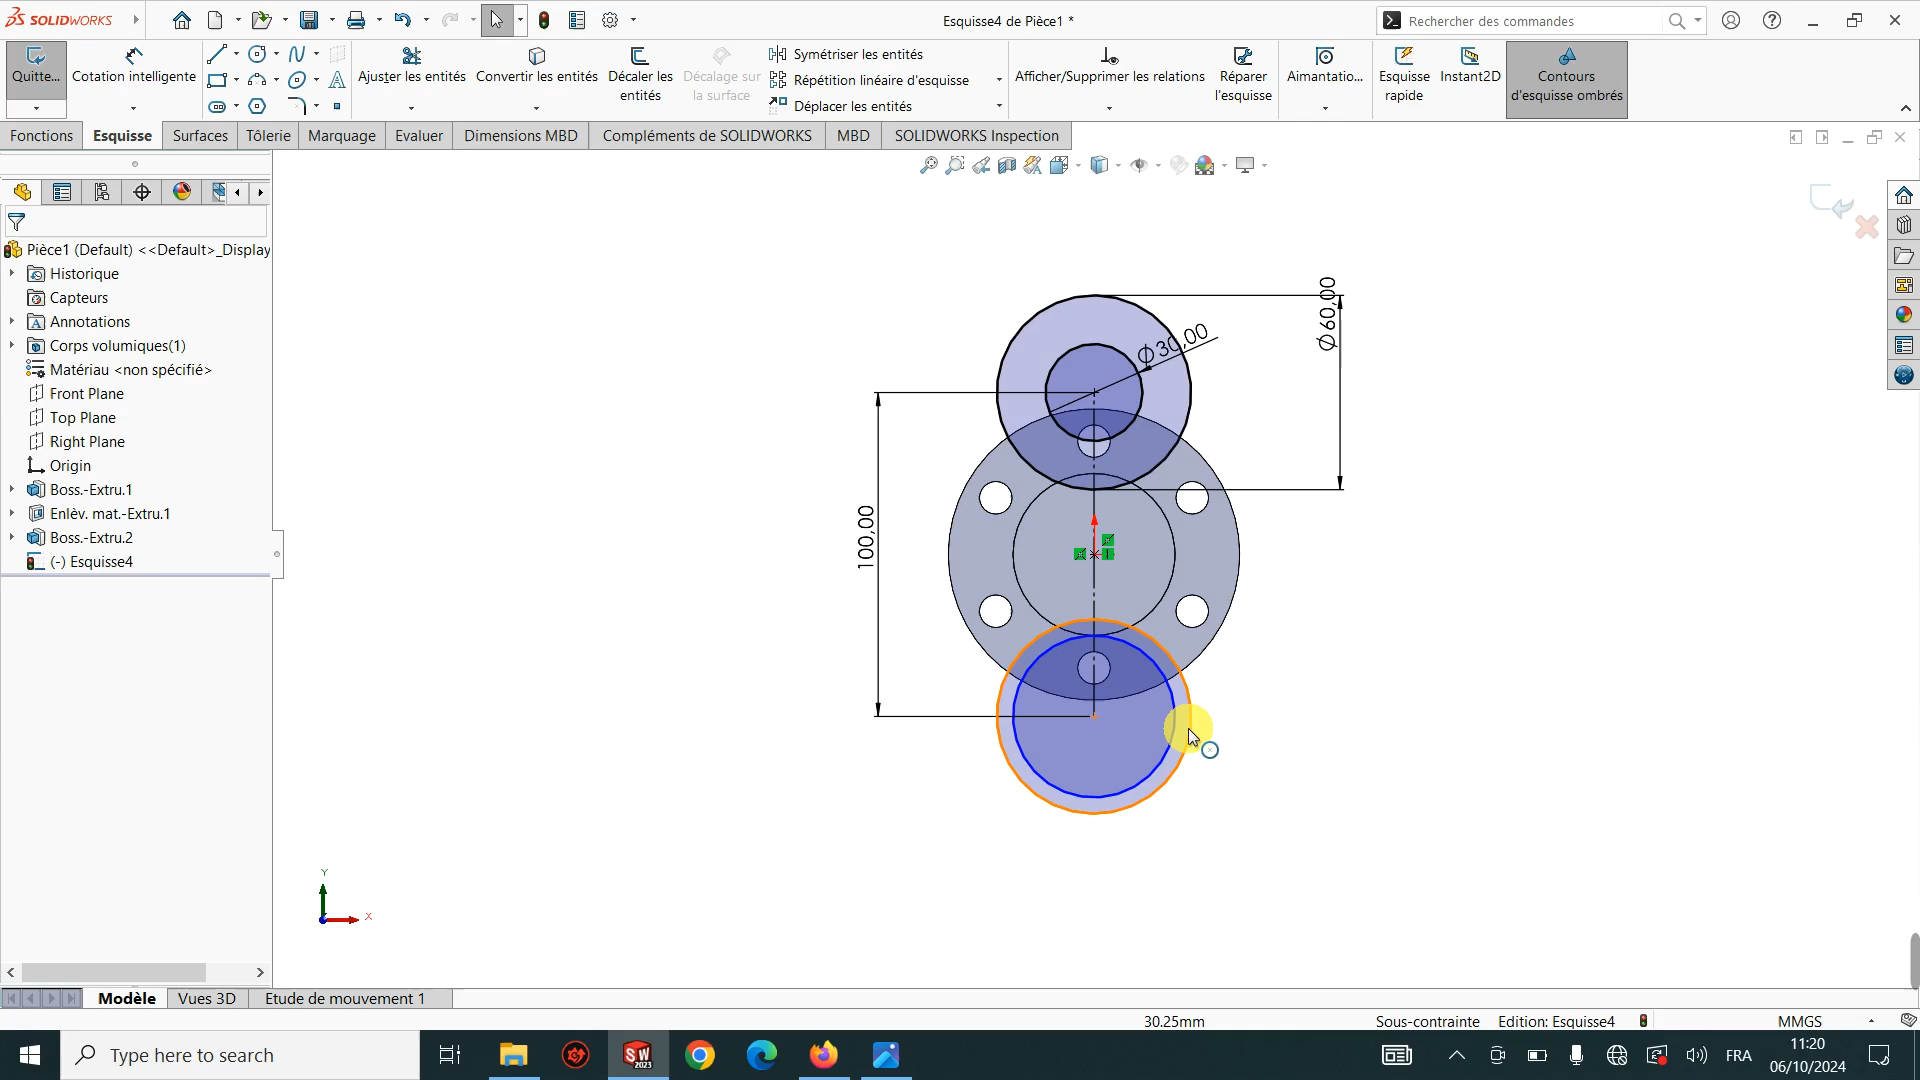 SOLIDWORKS
Esquisse4 de Pièce1 *
Rechercher des commandes
Quitte...
Cotation intelligente
Ajuster les entités
Convertir les entités
Décaler les
entités
Décalage sur
la surface
Symétriser les entités
Répétition linéaire d'esquisse
Déplacer les entités
Afficher/Supprimer les relations
Réparer
l'esquisse
Aimantatio...
Esquisse
rapide
Instant2D
Contours
d'esquisse ombrés
Fonctions
Esquisse
Surfaces
Tôlerie
Marquage
Evaluer
Dimensions MBD
Compléments de SOLIDWORKS
MBD
SOLIDWORKS Inspection
Pièce1 (Default) <<Default>_Display
Historique
Capteurs
Annotations
Corps volumiques(1)
Matériau <non spécifié>
Front Plane
Top Plane
Right Plane
Origin
Boss.-Extru.1
Enlèv. mat.-Extru.1
Boss.-Extru.2
(-) Esquisse4
Φ60,00
Φ30,00
100,00
Y
X
Modèle
Vues 3D
Etude de mouvement 1
30.25mm
Sous-contrainte
Edition: Esquisse4
MMGS
Type here to search
SW
2023
FRA
11:20
06/10/2024